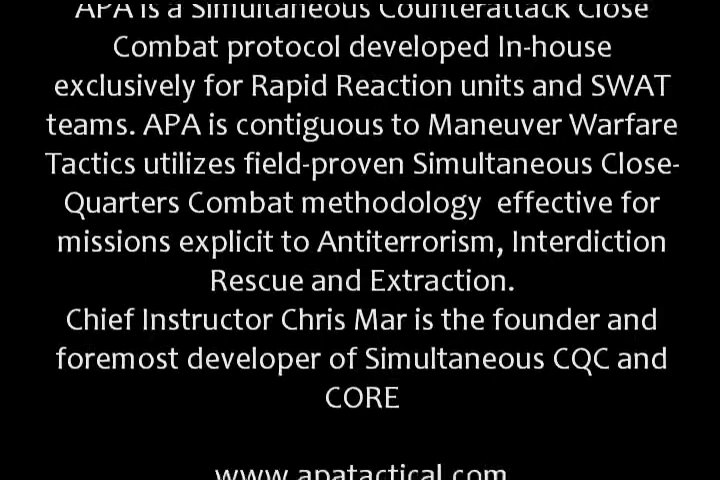 APA is a Simultaneous Counterattack Close
Combat protocol developed In-house
exclusively for Rapid Reaction units and SWAT
teams. APA is contiguous to Maneuver Warfare
Tactics utilizes field-proven Simultaneous Close-
Quarters Combat methodology  effective for
missions explicit to Antiterrorism, Interdiction
Rescue and Extraction.
Chief Instructor Chris Mar is the founder and
foremost developer of Simultaneous CQC and
CORE
www.apatactical.com